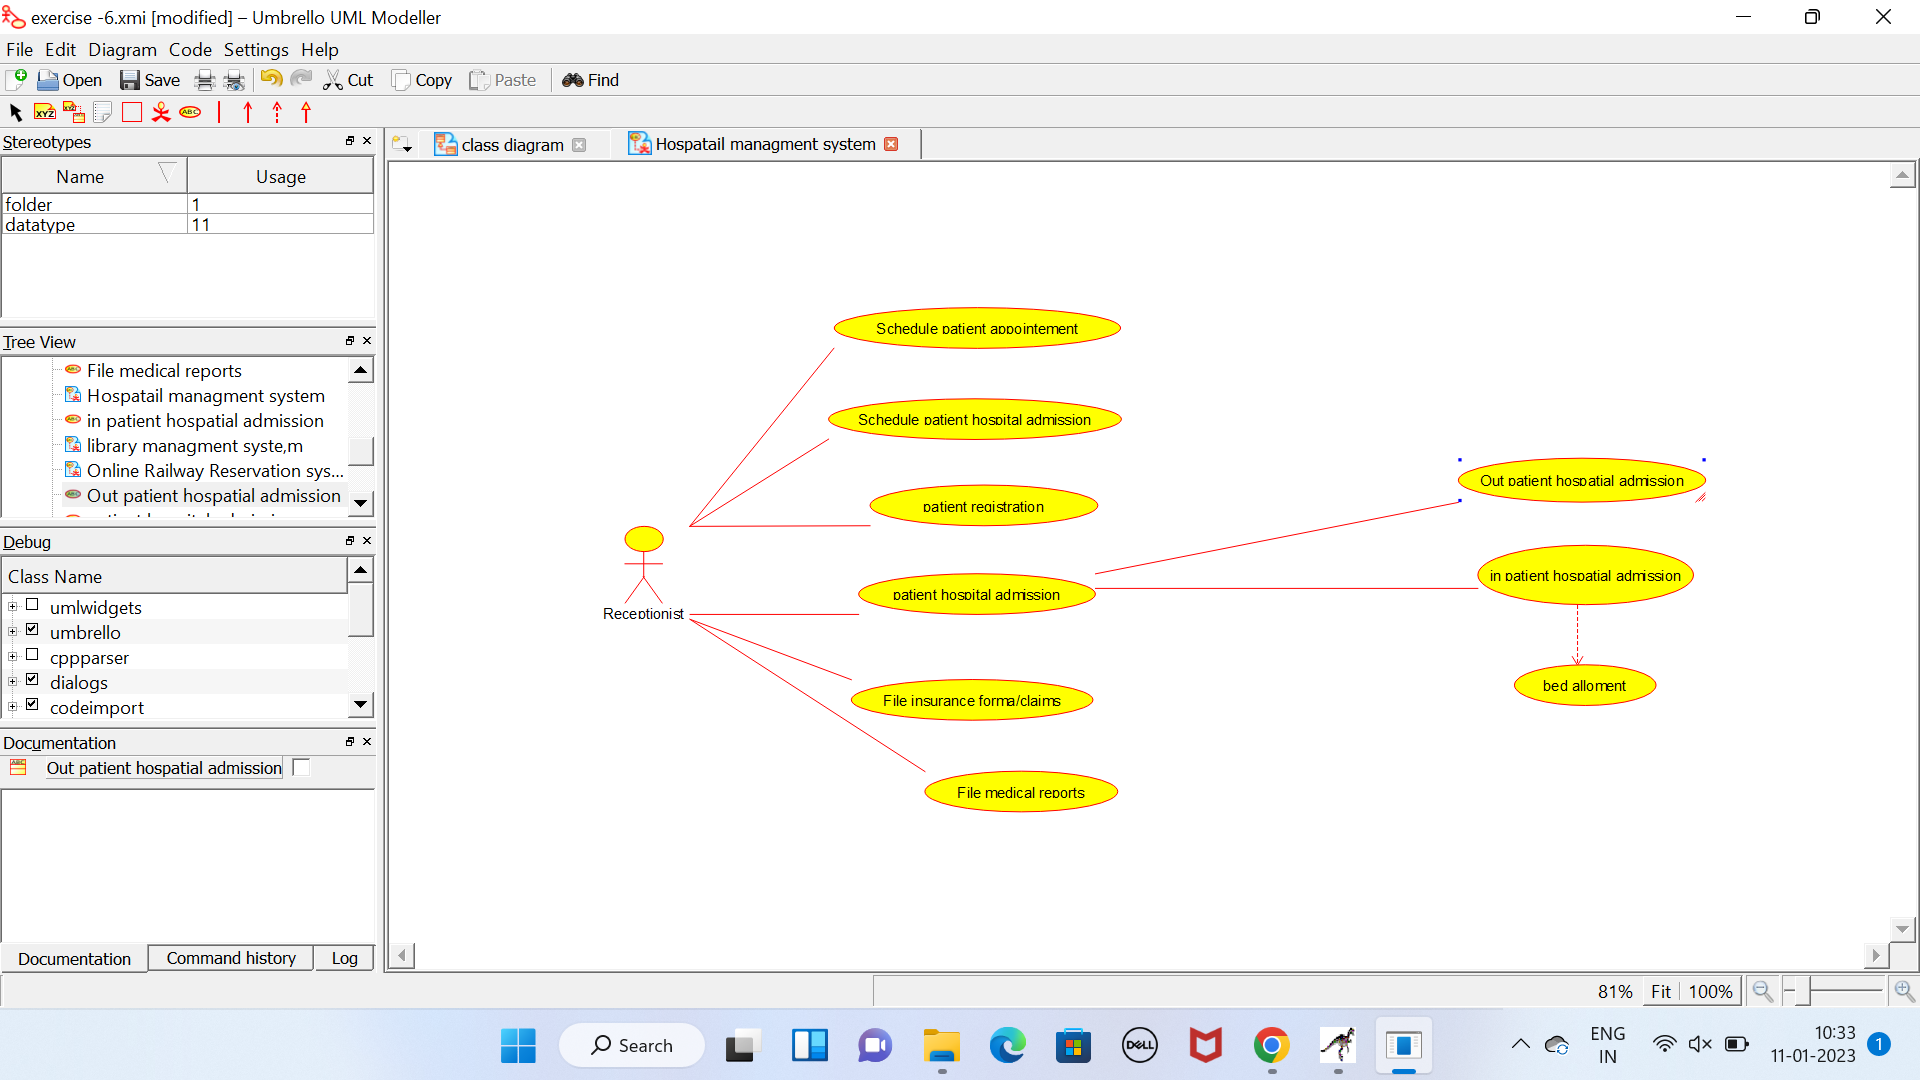 exercise -6.xmi [modified] – Umbrello UML Modeller
File Edit Diagram Code Settings Help
Open Save Cut Copy Paste Find
XYZ XYZ ABC
Stereotypes
Name Usage
folder 1
datatype 11
Tree View
File medical reports
Hospatail managment system
in patient hospatial admission
library managment syste,m
Online Railway Reservation sys...
Out patient hospatial admission
Debug
Class Name
umlwidgets
umbrello
cppparser
dialogs
codeimport
Documentation
Out patient hospatial admission
Documentation Command history Log
class diagram Hospatail managment system
Schedule patient appointement
Schedule patient hospital admission
Out patient hospatial admission
patient registration
in patient hospatial admission
patient hospital admission
Receptionist
bed alloment
File insurance forma/claims
File medical reports
81% Fit 100%
Search
DELL
ENG
IN
10:33
11-01-2023
1